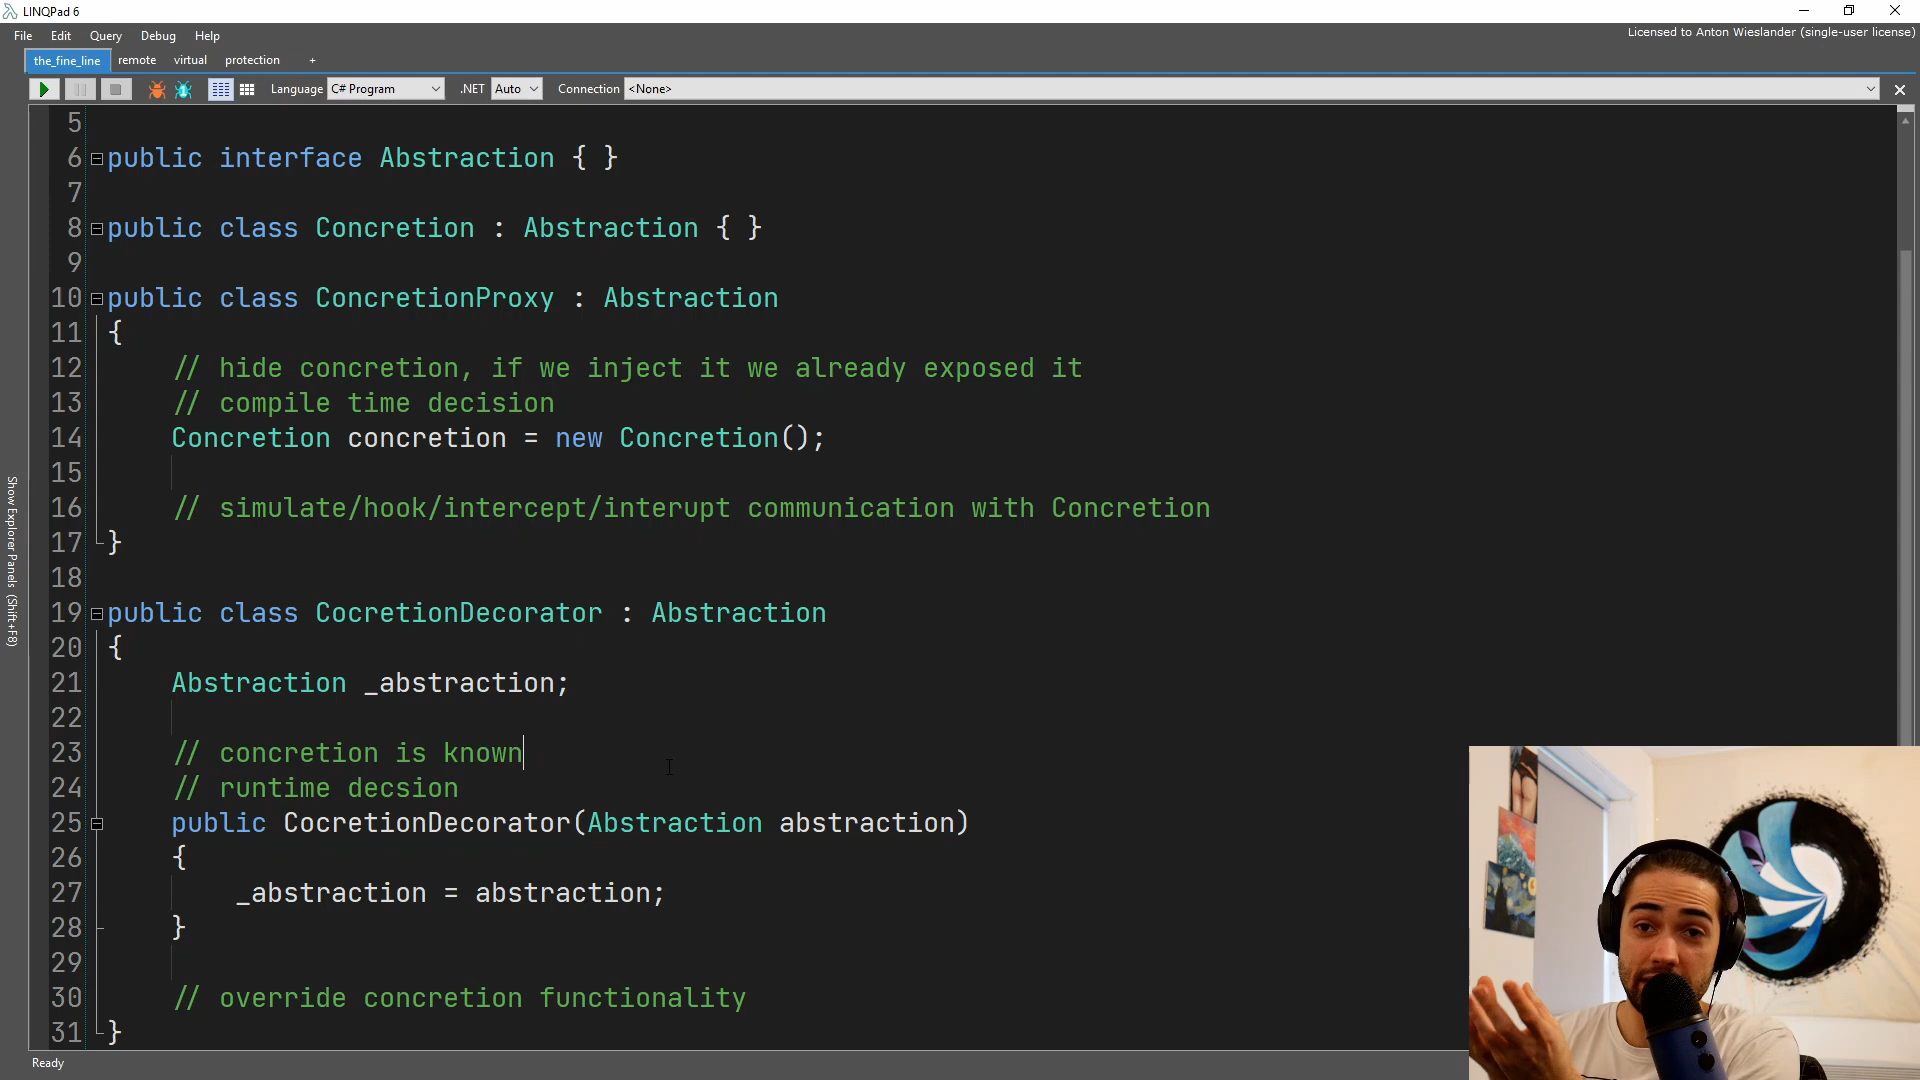 LINQPad 6
File Edit Query Debug Help
Licensed to Anton Wieslander (single-user license)
the_fine_line remote virtual protection +
Language C# Program .NET Auto Connection <None>
Show Explorer Panels (Shift+F8)
5
6 public interface Abstraction { }
7
8 public class Concretion : Abstraction { }
9
10 public class ConcretionProxy : Abstraction
11 {
12 // hide concretion, if we inject it we already exposed it
13 // compile time decision
14 Concretion concretion = new Concretion();
15
16 // simulate/hook/intercept/interupt communication with Concretion
17 }
18
19 public class CocretionDecorator : Abstraction
20 {
21 Abstraction _abstraction;
22
23 // concretion is known
24 // runtime decsion
25 public CocretionDecorator(Abstraction abstraction)
26 {
27 _abstraction = abstraction;
28 }
29
30 // override concretion functionality
31 }
Ready